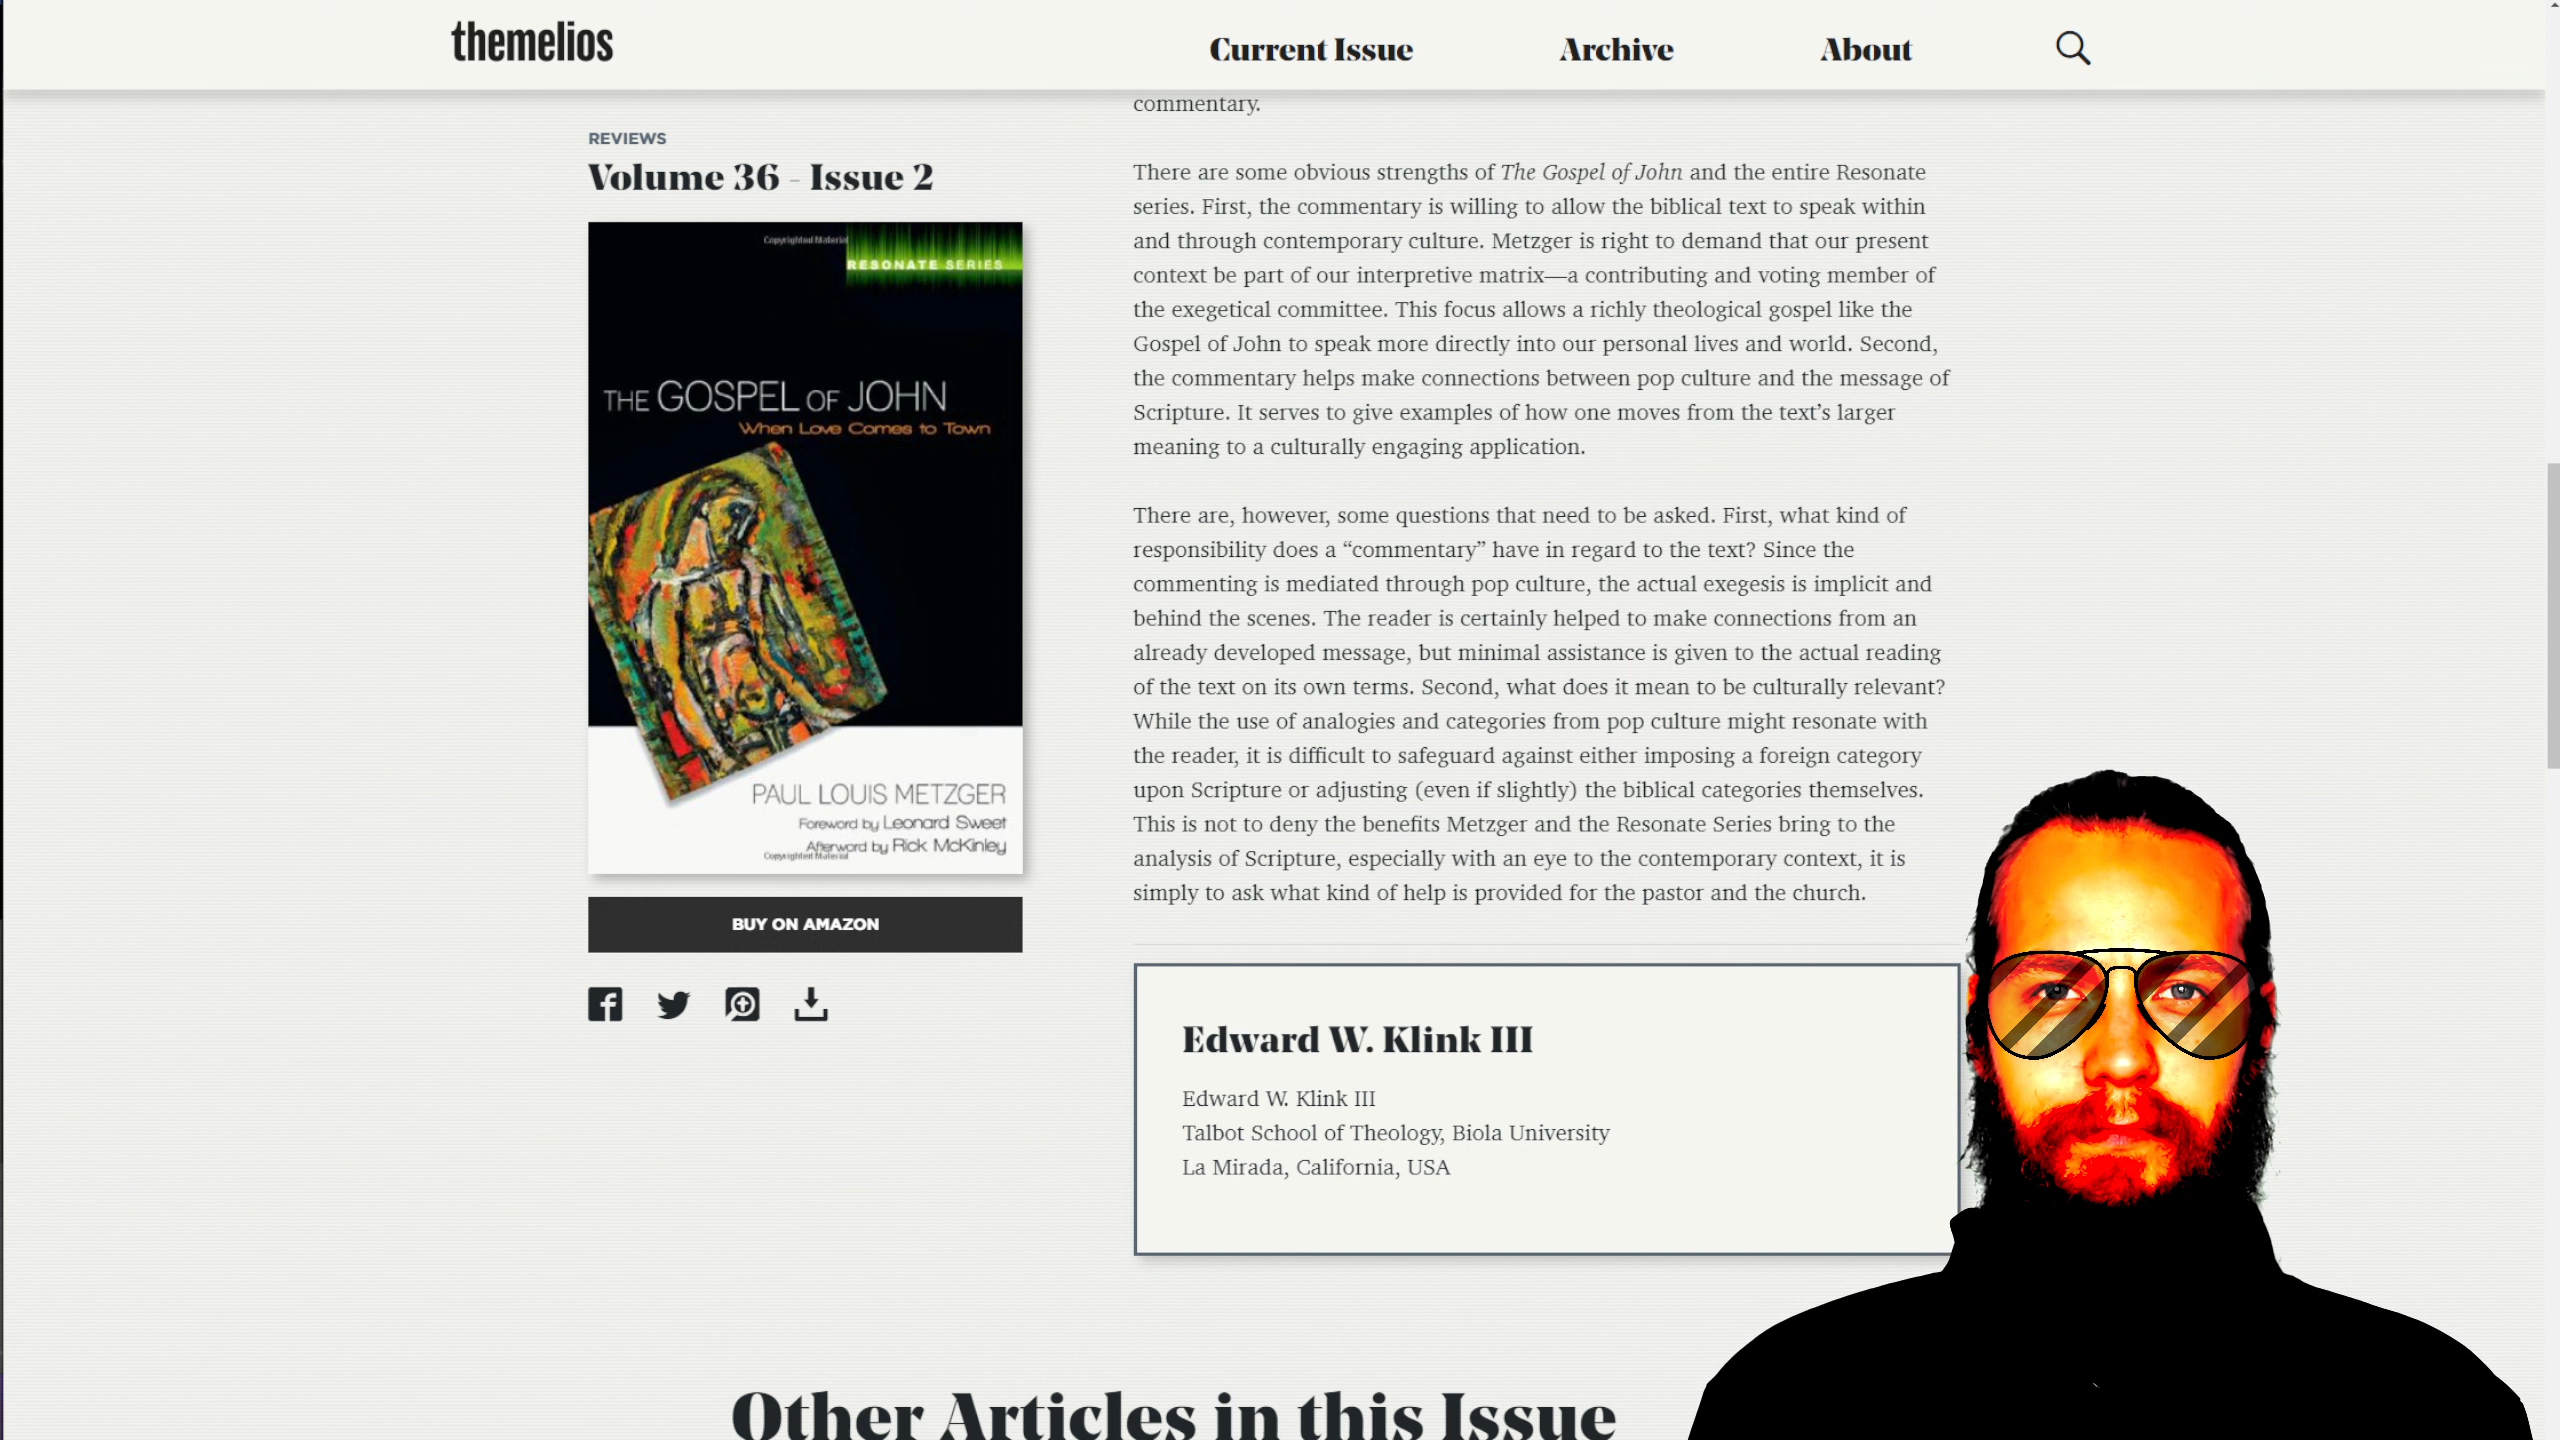 themelios
Current Issue
Archive
About
REVIEWS
Volume 36 - Issue 2
Copyrighted Material
RESONATE SERIES
THE GOSPEL OF JOHN
When Love Comes to Town
PAUL LOUIS METZGER
Foreword by Leonard Sweet
Afterword by Rick McKinley
Copyrighted Material
BUY ON AMAZON
commentary.
There are some obvious strengths of The Gospel of John and the entire Resonate
series. First, the commentary is willing to allow the biblical text to speak within
and through contemporary culture. Metzger is right to demand that our present
context be part of our interpretive matrix—a contributing and voting member of
the exegetical committee. This focus allows a richly theological gospel like the
Gospel of John to speak more directly into our personal lives and world. Second,
the commentary helps make connections between pop culture and the message of
Scripture. It serves to give examples of how one moves from the text’s larger
meaning to a culturally engaging application.
There are, however, some questions that need to be asked. First, what kind of
responsibility does a “commentary” have in regard to the text? Since the
commenting is mediated through pop culture, the actual exegesis is implicit and
behind the scenes. The reader is certainly helped to make connections from an
already developed message, but minimal assistance is given to the actual reading
of the text on its own terms. Second, what does it mean to be culturally relevant?
While the use of analogies and categories from pop culture might resonate with
the reader, it is difficult to safeguard against either imposing a foreign category
upon Scripture or adjusting (even if slightly) the biblical categories themselves.
This is not to deny the benefits Metzger and the Resonate Series bring to the
analysis of Scripture, especially with an eye to the contemporary context, it is
simply to ask what kind of help is provided for the pastor and the church.
Edward W. Klink III
Edward W. Klink III
Talbot School of Theology, Biola University
La Mirada, California, USA
Other Articles in this Issue